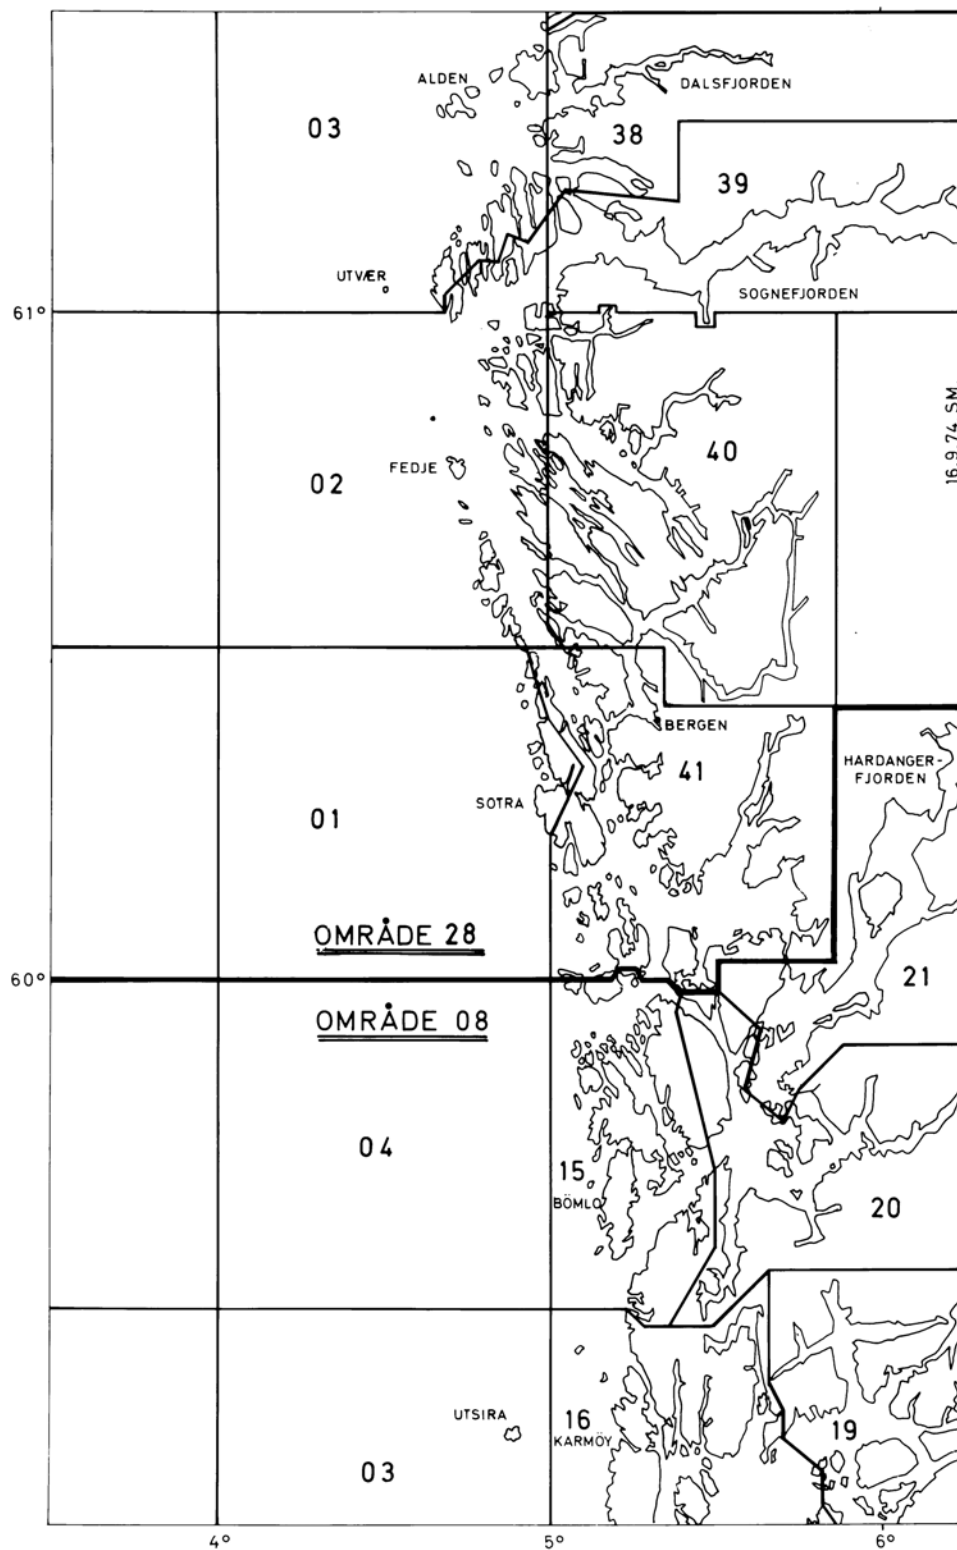 ALDEN
DALSFJORDEN
03
38
39
UTVÆR
SOGNEFJORDEN
61°
16.9.74 SM.
40
FEDJE
02
BERGEN
HARDANGER-
FJORDEN
41
SOTRA
01
OMRÅDE 28
21
60°
OMRÅDE 08
04
15
BÖMLO
20
UTSIRA
16
KARMÖY
19
03
4°
5°
6°